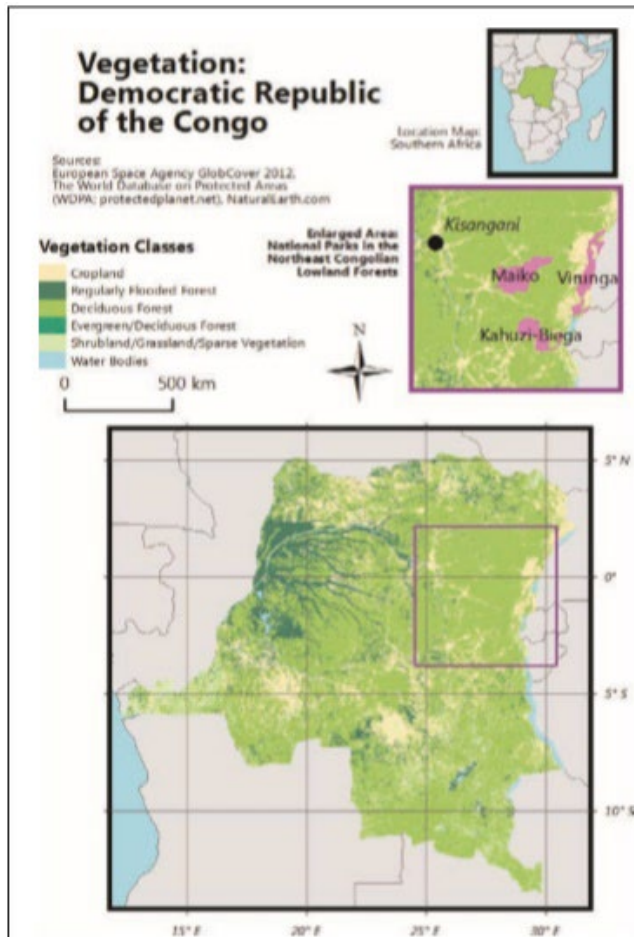 Vegetation:
Democratic Republic
of the Congo
Location Map:
Southern Africa
Sources:
European Space Agency GlobCover 2012,
The World Database on Protected Areas
(WDPA; protectedplanet.net), NaturalEarth.com
Enlarged Area:
National Parks in the
Northeast Congolian
Lowland Forests
Kisangani
Maiko
Vininga
Kahuzi-Biega
Vegetation Classes
Cropland
Regularly Flooded Forest
Deciduous Forest
Evergreen/Deciduous Forest
Shrubland/Grassland/Sparse Vegetation
Water Bodies
N
0 500 km
5° N
0°
5° S
10° S
15° E 20° E 25° E 30° E